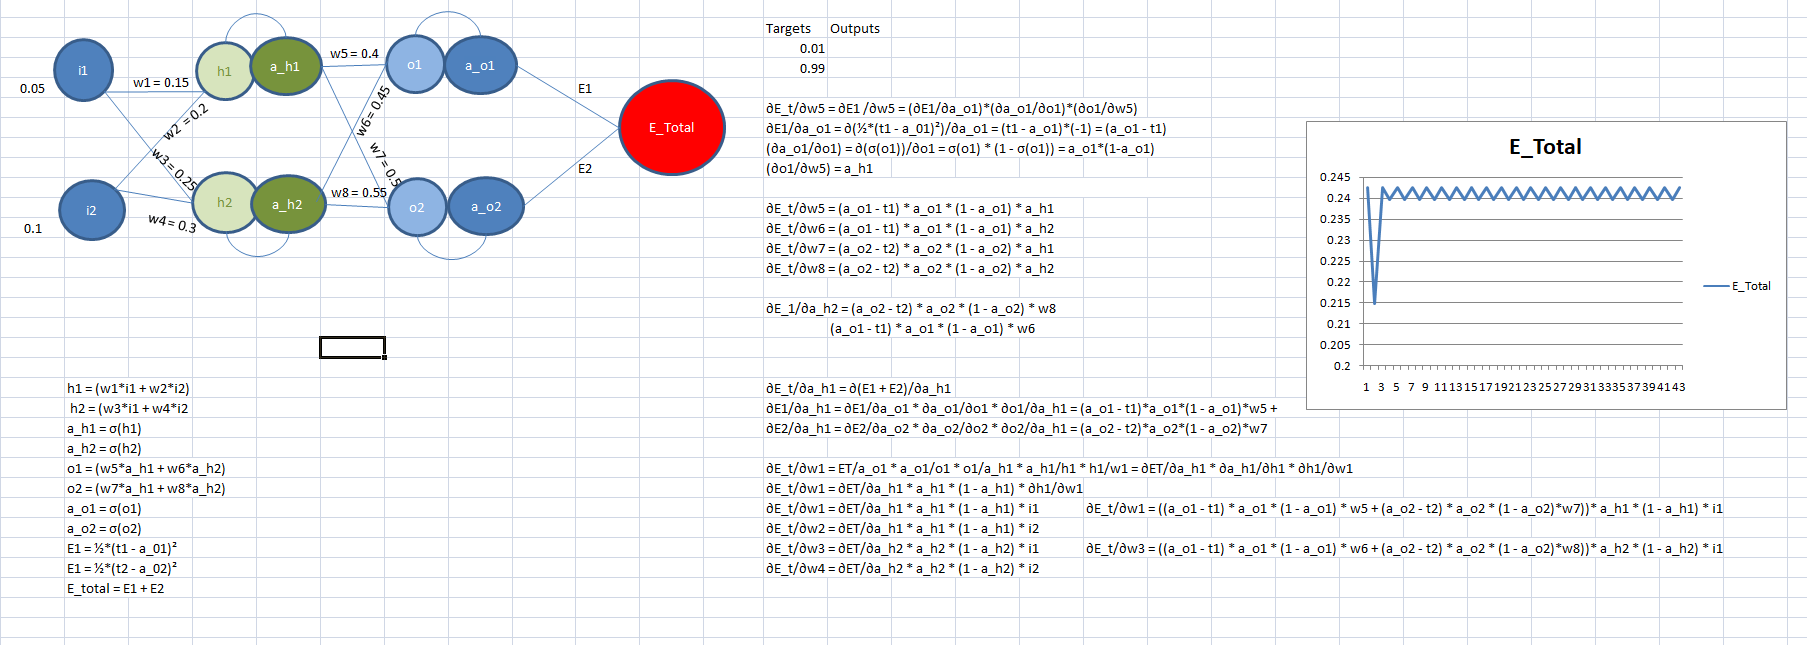 i1
0.05
w1 = 0.15
h1
a_h1
w5 = 0.4
o1
a_o1
E1
w2 = 0.2
w3 = 0.25
w6 = 0.45
w7 = 0.5
E_Total
E2
i2
0.1
w4 = 0.3
h2
a_h2
w8 = 0.55
o2
a_o2
h1 = (w1*i1 + w2*i2)
h2 = (w3*i1 + w4*i2
a_h1 = σ(h1)
a_h2 = σ(h2)
o1 = (w5*a_h1 + w6*a_h2)
o2 = (w7*a_h1 + w8*a_h2)
a_o1 = σ(o1)
a_o2 = σ(o2)
E1 = ½*(t1 - a_01)²
E1 = ½*(t2 - a_02)²
E_total = E1 + E2
Targets Outputs
0.01
0.99
∂E_t/∂w5 = ∂E1 /∂w5 = (∂E1/∂a_o1)*(∂a_o1/∂o1)*(∂o1/∂w5)
∂E1/∂a_o1 = ∂(½*(t1 - a_01)²)/∂a_o1 = (t1 - a_o1)*(-1) = (a_o1 - t1)
(∂a_o1/∂o1) = ∂(σ(o1))/∂o1 = σ(o1) * (1 - σ(o1)) = a_o1*(1-a_o1)
(∂o1/∂w5) = a_h1
∂E_t/∂w5 = (a_o1 - t1) * a_o1 * (1 - a_o1) * a_h1
∂E_t/∂w6 = (a_o1 - t1) * a_o1 * (1 - a_o1) * a_h2
∂E_t/∂w7 = (a_o2 - t2) * a_o2 * (1 - a_o2) * a_h1
∂E_t/∂w8 = (a_o2 - t2) * a_o2 * (1 - a_o2) * a_h2
∂E_1/∂a_h2 = (a_o2 - t2) * a_o2 * (1 - a_o2) * w8
(a_o1 - t1) * a_o1 * (1 - a_o1) * w6
∂E_t/∂a_h1 = ∂(E1 + E2)/∂a_h1
∂E1/∂a_h1 = ∂E1/∂a_o1 * ∂a_o1/∂o1 * ∂o1/∂a_h1 = (a_o1 - t1)*a_o1*(1 - a_o1)*w5 +
∂E2/∂a_h1 = ∂E2/∂a_o2 * ∂a_o2/∂o2 * ∂o2/∂a_h1 = (a_o2 - t2)*a_o2*(1 - a_o2)*w7
∂E_t/∂w1 = ET/a_o1 * a_o1/o1 * o1/a_h1 * a_h1/h1 * h1/w1 = ∂ET/∂a_h1 * ∂a_h1/∂h1 * ∂h1/∂w1
∂E_t/∂w1 = ∂ET/∂a_h1 * a_h1 * (1 - a_h1) * ∂h1/∂w1
∂E_t/∂w1 = ∂ET/∂a_h1 * a_h1 * (1 - a_h1) * i1 ∂E_t/∂w1 = ((a_o1 - t1) * a_o1 * (1 - a_o1) * w5 + (a_o2 - t2) * a_o2 * (1 - a_o2)*w7))* a_h1 * (1 - a_h1) * i1
∂E_t/∂w2 = ∂ET/∂a_h1 * a_h1 * (1 - a_h1) * i2
∂E_t/∂w3 = ∂ET/∂a_h2 * a_h2 * (1 - a_h2) * i1 ∂E_t/∂w3 = ((a_o1 - t1) * a_o1 * (1 - a_o1) * w6 + (a_o2 - t2) * a_o2 * (1 - a_o2)*w8))* a_h2 * (1 - a_h2) * i1
∂E_t/∂w4 = ∂ET/∂a_h2 * a_h2 * (1 - a_h2) * i2
E_Total
0.245
0.24
0.235
0.23
0.225
0.22
0.215
0.21
0.205
0.2
1 3 5 7 9 11 13 15 17 19 21 23 25 27 29 31 33 35 37 39 41 43
E_Total